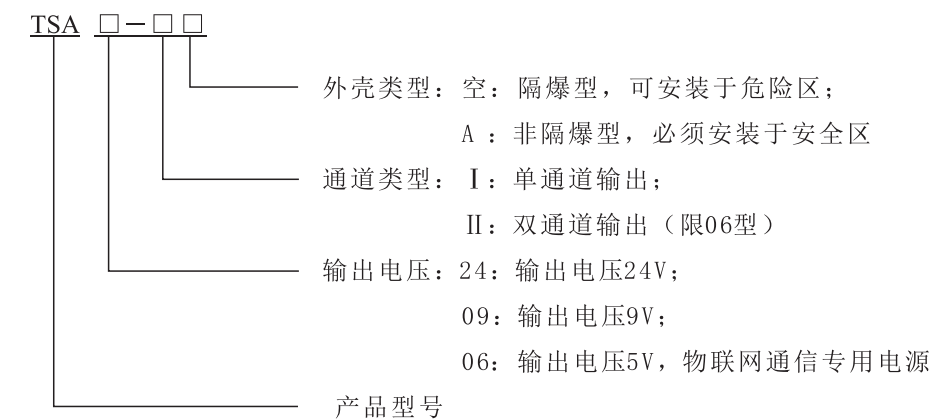 TSA □-□□
外壳类型：空：隔爆型，可安装于危险区；
A：非隔爆型，必须安装于安全区
通道类型：Ⅰ：单通道输出；
Ⅱ：双通道输出（限06型）
输出电压：24：输出电压24V；
09：输出电压9V；
06：输出电压5V，物联网通信专用电源
产品型号